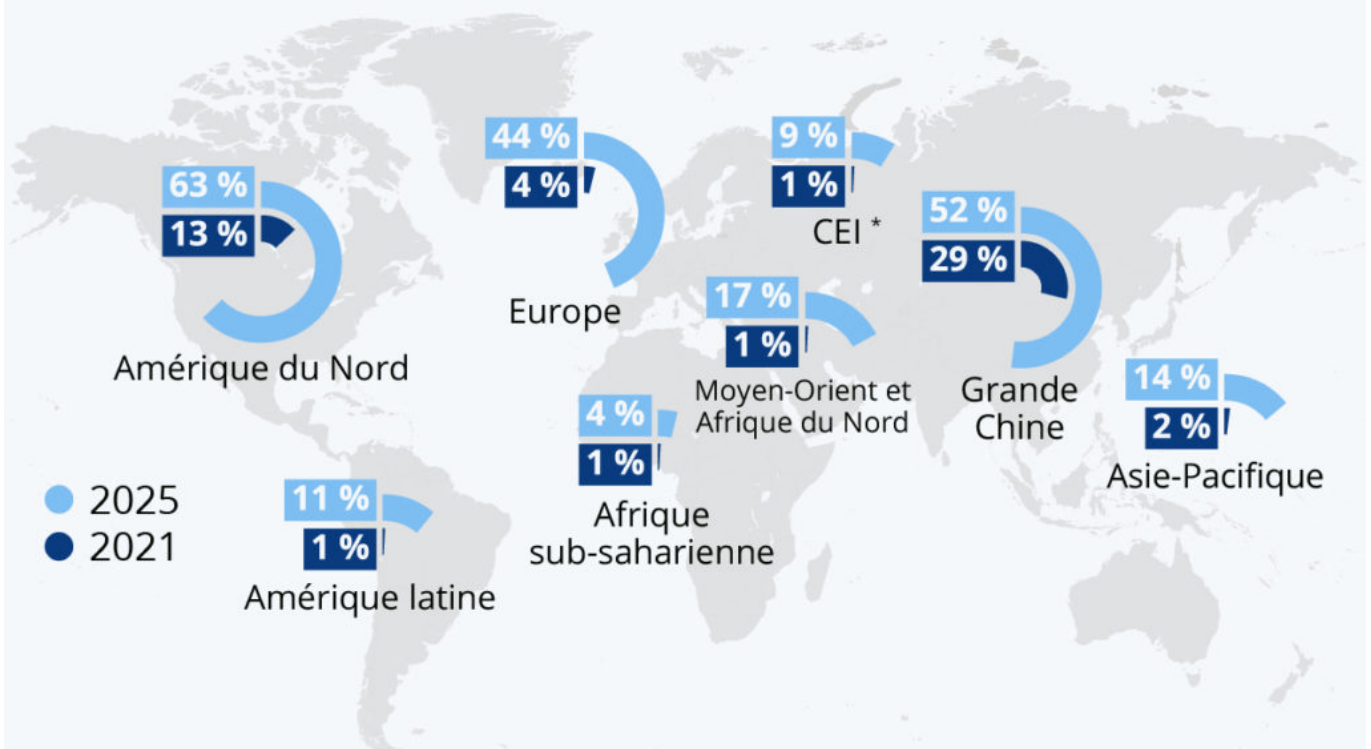 63 %
13 %
Amérique du Nord
44 %
4 %
Europe
9 %
1 %
CEI *
52 %
29 %
Grande
Chine
17 %
1 %
Moyen-Orient et
Afrique du Nord
14 %
2 %
Asie-Pacifique
4 %
1 %
Afrique
sub-saharienne
11 %
1 %
Amérique latine
2025
2021